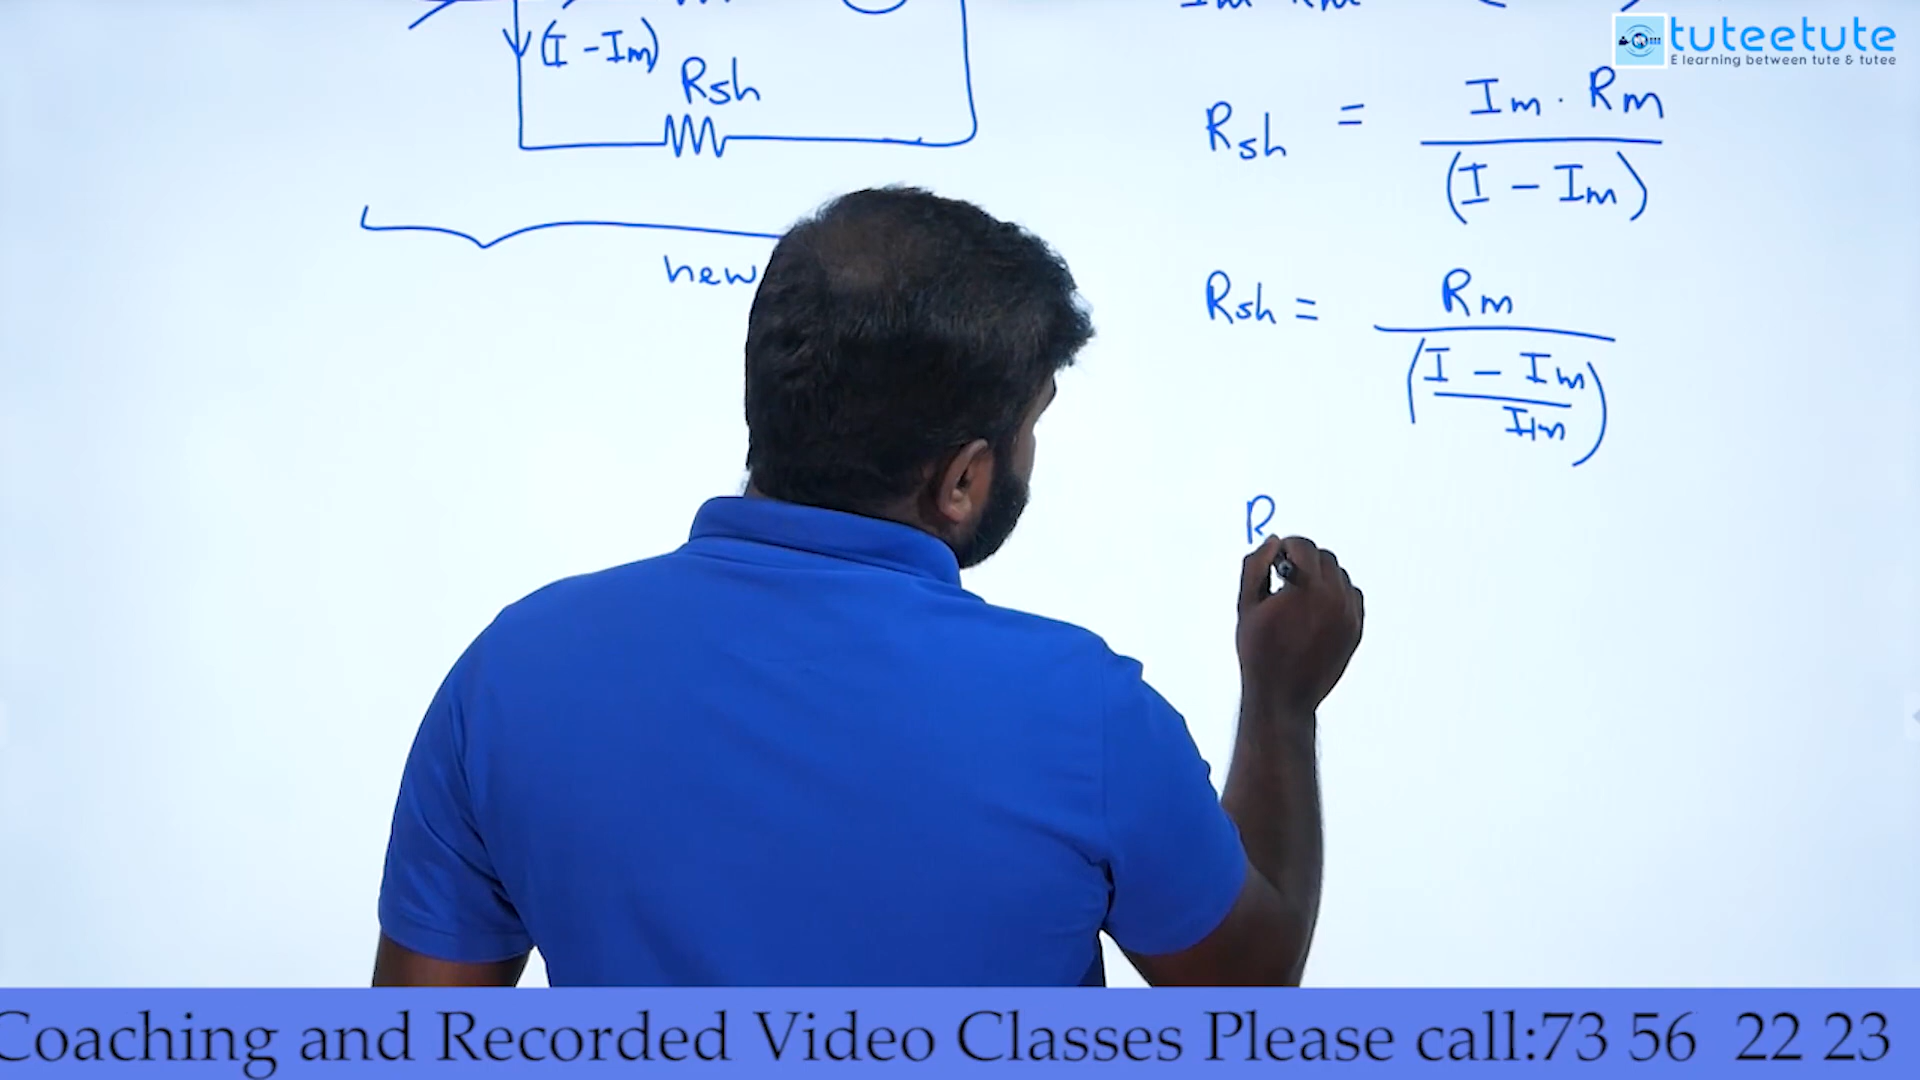 tuteetute
E learning between tute & tutee
(I - Im)
Rsh
new
Rsh = Im . Rm
(I - Im)
Rsh = Rm
(I - Im
Im)
R
Coaching and Recorded Video Classes Please call:73 56 22 23